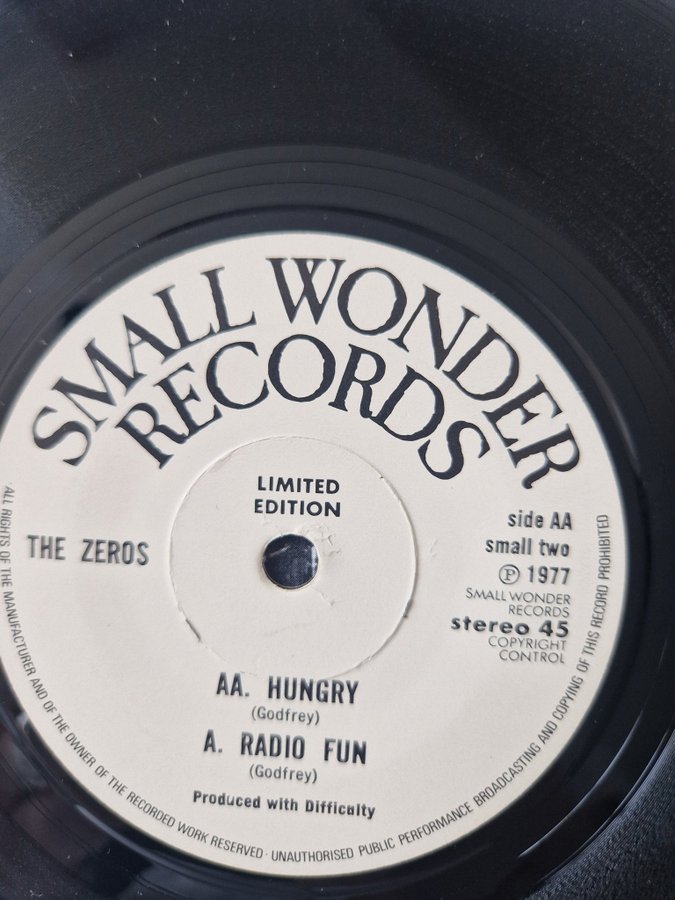 SMALL WONDER
RECORDS
LIMITED
EDITION
THE ZEROS
side AA
small two
Ⓟ 1977
SMALL WONDER
RECORDS
stereo 45
COPYRIGHT
CONTROL
AA. HUNGRY
(Godfrey)
A. RADIO FUN
(Godfrey)
Produced with Difficulty
ALL RIGHTS OF THE MANUFACTURER AND OF THE OWNER OF THE RECORDED WORK RESERVED · UNAUTHORISED PUBLIC PERFORMANCE BROADCASTING AND COPYING OF THIS RECORD PROHIBITED